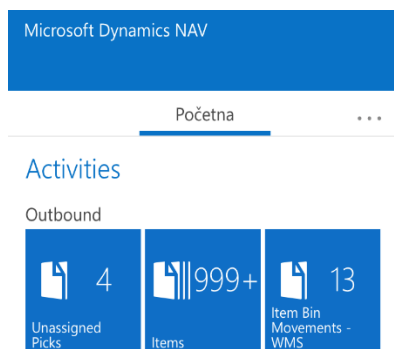 Microsoft Dynamics NAV
Početna
...
Activities
Outbound
4
999+
13
Unassigned
Picks
Items
Item Bin
Movements -
WMS